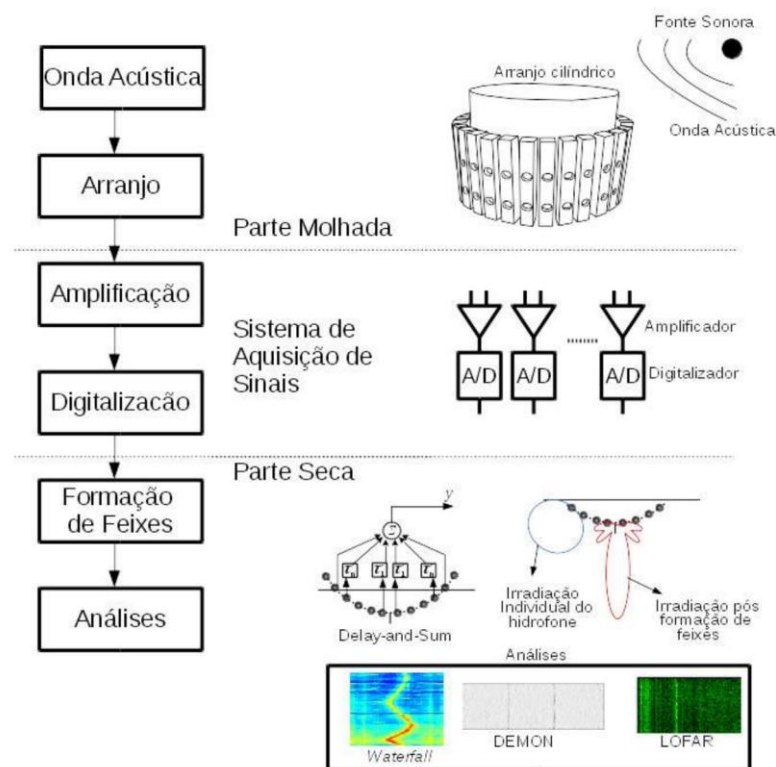 Onda Acústica
Arranjo
Amplificação
Digitalizacão
Formação
de Feixes
Análises
Parte Molhada
Sistema de
Aquisição de
Sinais
Parte Seca
Fonte Sonora
Arranjo cilíndrico
Onda Acústica
Amplificador
A/D
A/D
A/D
Digitalizador
y
Σ
Delay-and-Sum
Irradiação
Individual do
hidrofone
Irradiação pós
formação de
feixes
Análises
Waterfall
DEMON
LOFAR